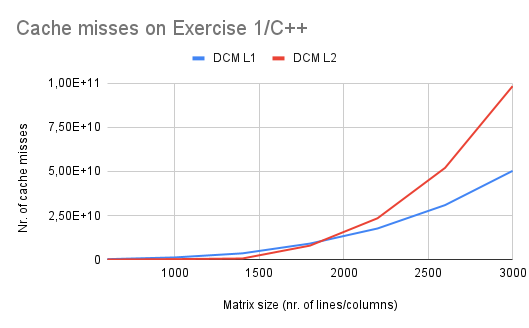 Cache misses on Exercise 1/C++
DCM L1 DCM L2
Nr. of cache misses
1,00E+11
7,50E+10
5,00E+10
2,50E+10
0
1000 1500 2000 2500 3000
Matrix size (nr. of lines/columns)